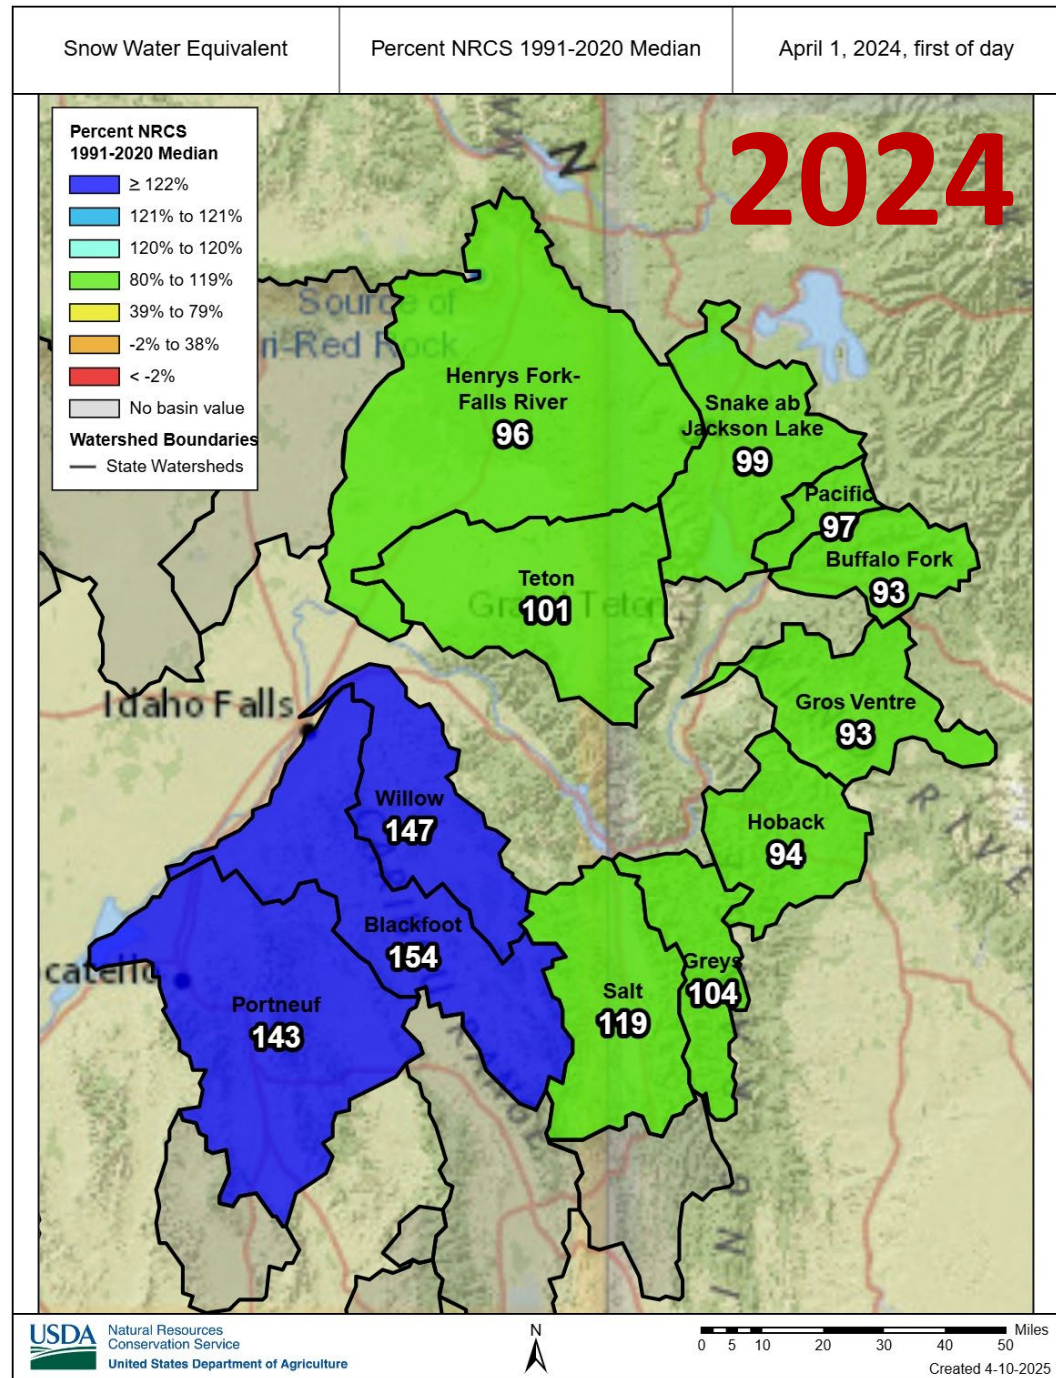 Snow Water Equivalent
Percent NRCS 1991-2020 Median
April 1, 2024, first of day
2024
Percent NRCS
1991-2020 Median
≥ 122%
121% to 121%
120% to 120%
80% to 119%
39% to 79%
-2% to 38%
< -2%
No basin value
Watershed Boundaries
State Watersheds
Source of
ri-Red Rock
Henrys Fork-
Falls River
96
Snake ab
Jackson Lake
99
Pacific
97
Buffalo Fork
93
Teton
101
Grand Teton
Idaho Falls
Gros Ventre
93
Willow
147
Hoback
94
Blackfoot
154
catello
Portneuf
143
Salt
119
Greys
104
R I V E
USDA
Natural Resources
Conservation Service
United States Department of Agriculture
N
0 5 10 20 30 40 50
Miles
Created 4-10-2025